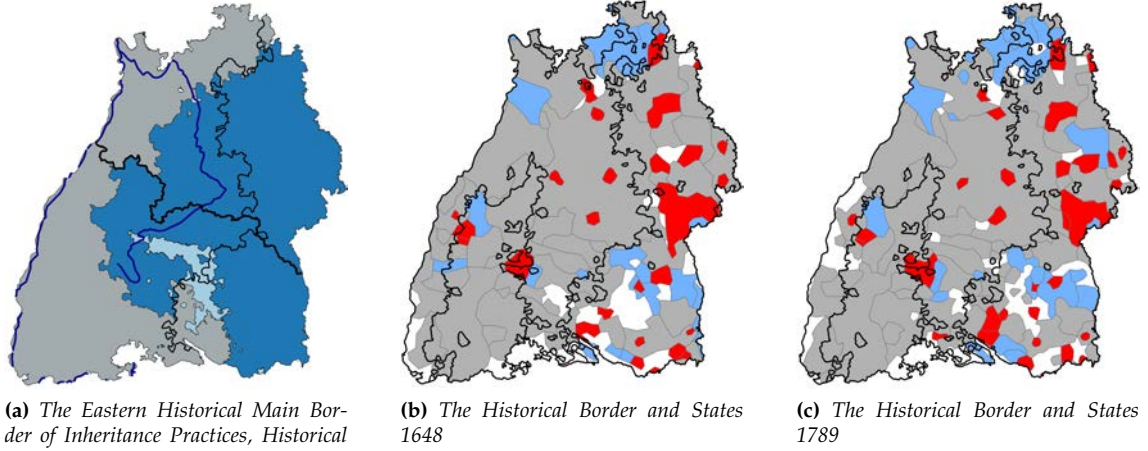 (a) The Eastern Historical Main Bor-
der of Inheritance Practices, Historical
(b) The Historical Border and States
1648
(c) The Historical Border and States
1789